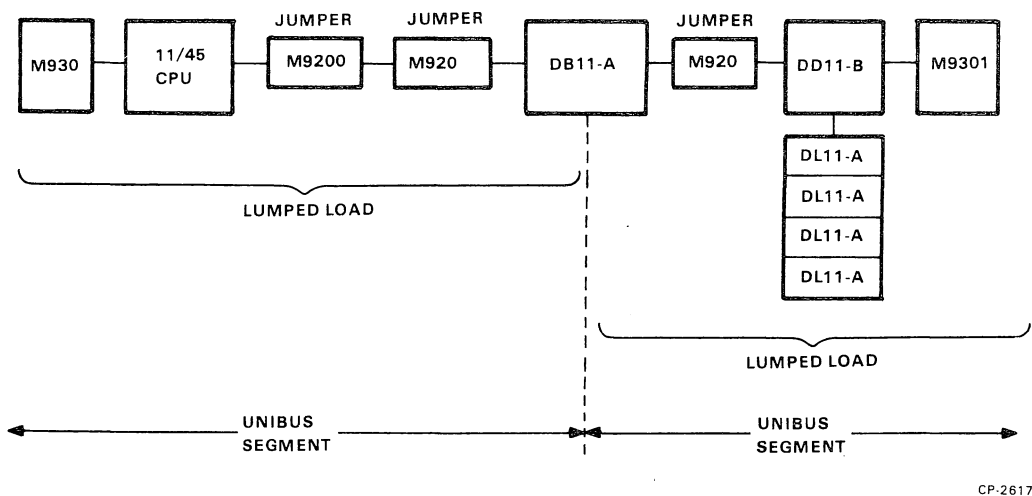 JUMPER
JUMPER
JUMPER
M930
11/45
CPU
M9200
M920
DB11-A
M920
DD11-B
M9301
DL11-A
DL11-A
DL11-A
DL11-A
LUMPED LOAD
LUMPED LOAD
UNIBUS
SEGMENT
UNIBUS
SEGMENT
CP-2617